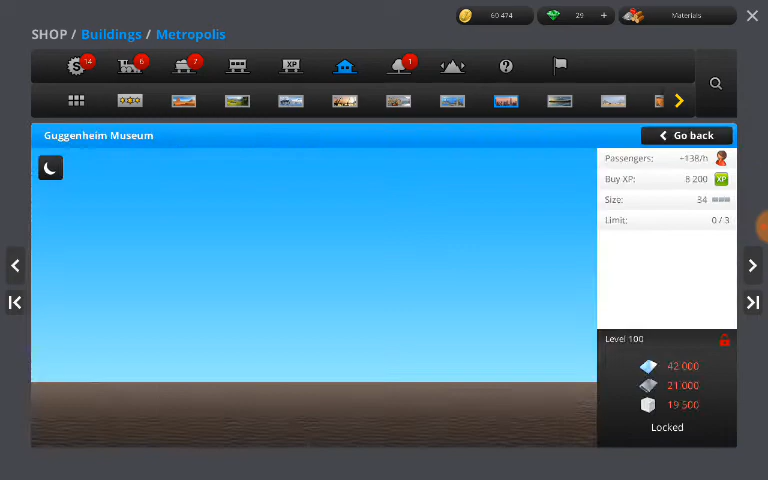 60 474
29 +
Materials
SHOP / Buildings / Metropolis
14
6
7
XP
1
Guggenheim Museum
Go back
Passengers: ~138/h
Buy XP: 8 200 XP
Size: 34
Limit: 0 / 3
Level 100
42 000
21 000
19 500
Locked